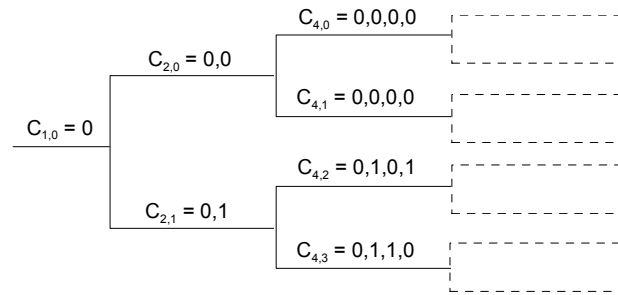 C4,0 = 0,0,0,0
C2,0 = 0,0
C4,1 = 0,0,0,0
C1,0 = 0
C4,2 = 0,1,0,1
C2,1 = 0,1
C4,3 = 0,1,1,0